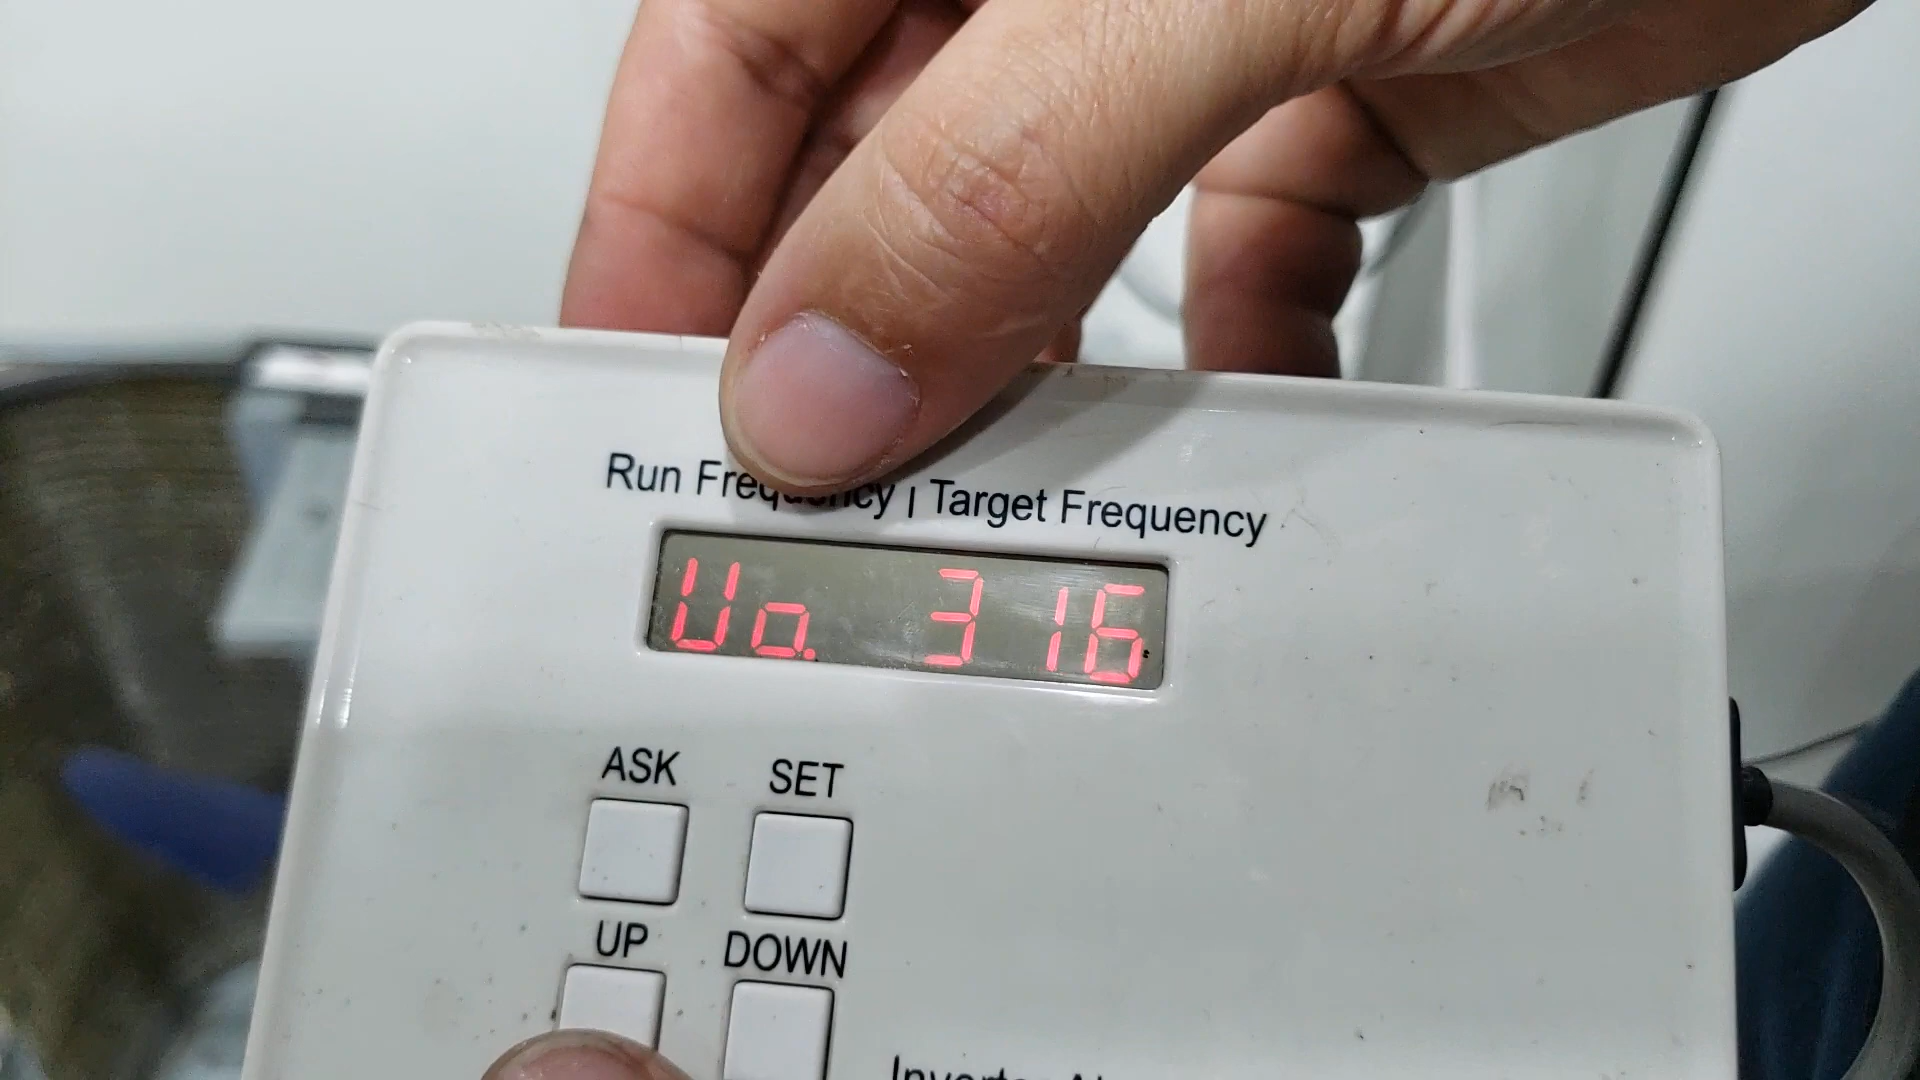 Run Frequency | Target Frequency
Uo. 316
ASK SET
UP DOWN